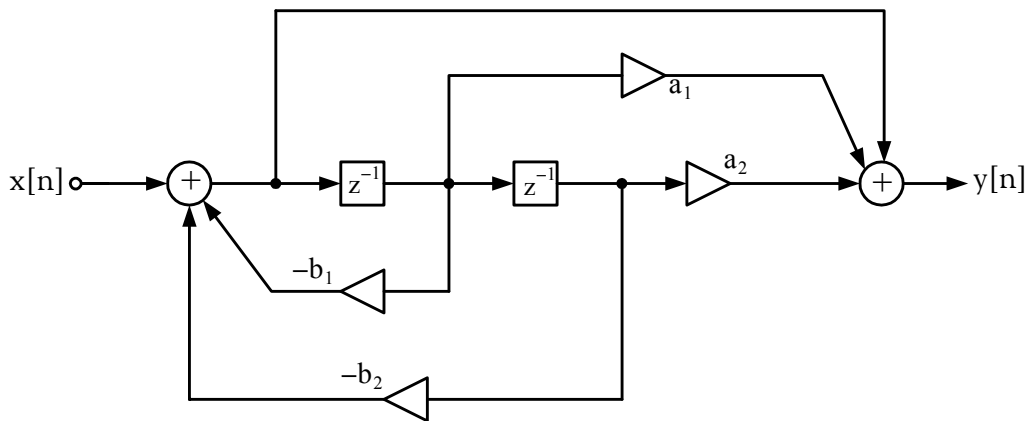 a₁
x[n]
+
z⁻¹
z⁻¹
a₂
+
y[n]
−b₁
−b₂